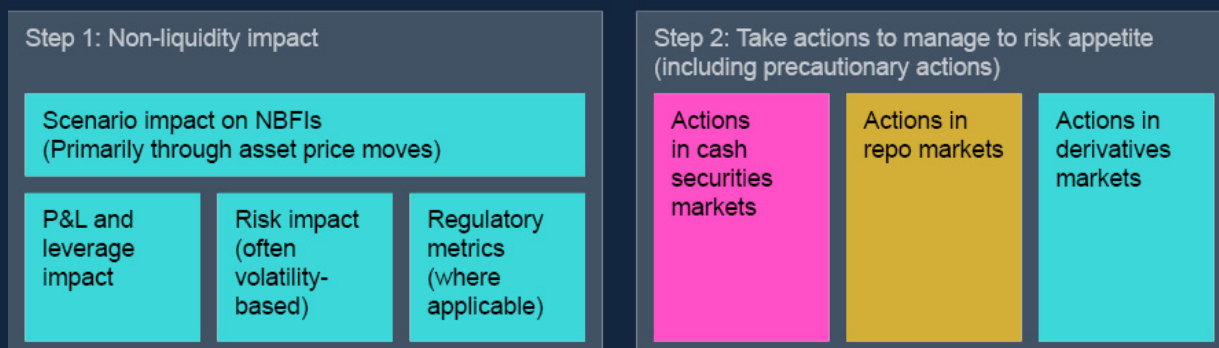 Step 1: Non-liquidity impact
Scenario impact on NBFIs
(Primarily through asset price moves)
P&L and
leverage
impact
Risk impact
(often
volatility-
based)
Regulatory
metrics
(where
applicable)
Step 2: Take actions to manage to risk appetite
(including precautionary actions)
Actions
in cash
securities
markets
Actions in
repo markets
Actions in
derivatives
markets